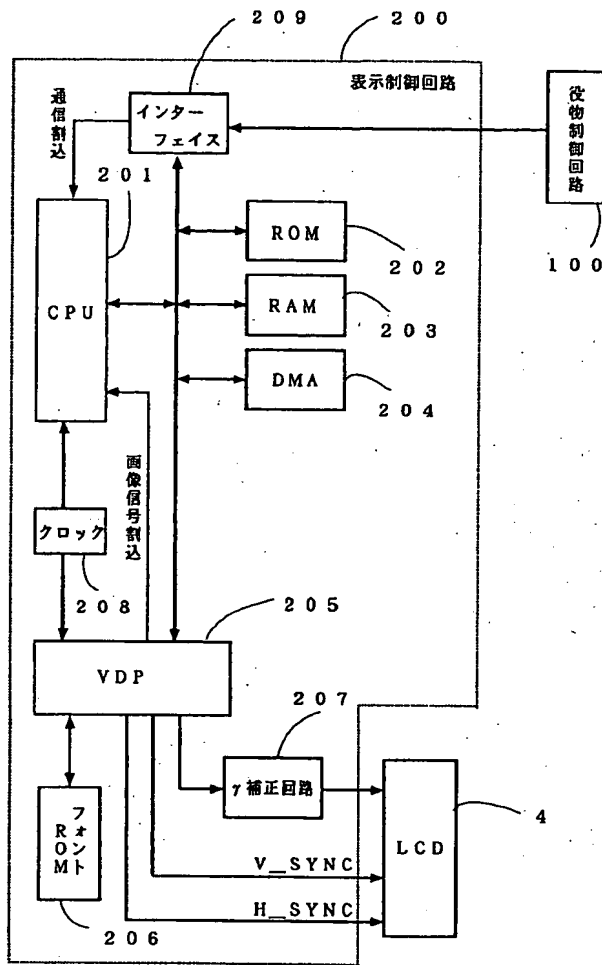 ２０９
２００
表示制御回路
通信割込
インター
フェイス
役物制御回路
１００
２０１
CPU
ROM
２０２
RAM
２０３
DMA
２０４
画像信号割込
クロック
２０８
２０５
VDP
２０７
γ補正回路
４
LCD
フォント
ROM
２０６
V_SYNC
H_SYNC